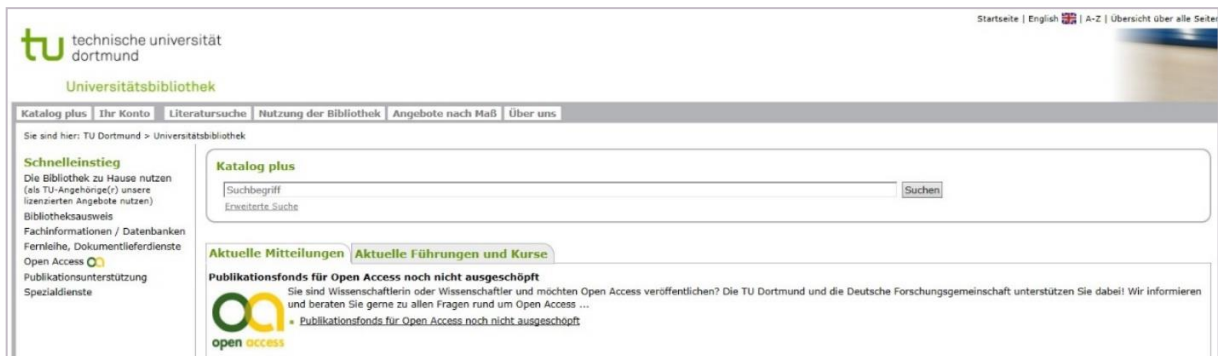 Startseite | English | A-Z | Übersicht über alle Seiten
tu technische universität
dortmund
Universitätsbibliothek
Katalog plus Ihr Konto Literatursuche Nutzung der Bibliothek Angebote nach Maß Über uns
Sie sind hier: TU Dortmund > Universitätsbibliothek
Schnelleinstieg
Die Bibliothek zu Hause nutzen
(als TU-Angehörige(r) unsere
lizenzierten Angebote nutzen)
Bibliotheksausweis
Fachinformationen / Datenbanken
Fernleihe, Dokumentlieferdienste
Open Access
Publikationsunterstützung
Spezialdienste
Katalog plus
Suchbegriff Suchen
Erweiterte Suche
Aktuelle Mitteilungen Aktuelle Führungen und Kurse
Publikationsfonds für Open Access noch nicht ausgeschöpft
Sie sind Wissenschaftlerin oder Wissenschaftler und möchten Open Access veröffentlichen? Die TU Dortmund und die Deutsche Forschungsgemeinschaft unterstützen Sie dabei! Wir informieren
und beraten Sie gerne zu allen Fragen rund um Open Access ...
Publikationsfonds für Open Access noch nicht ausgeschöpft
open access